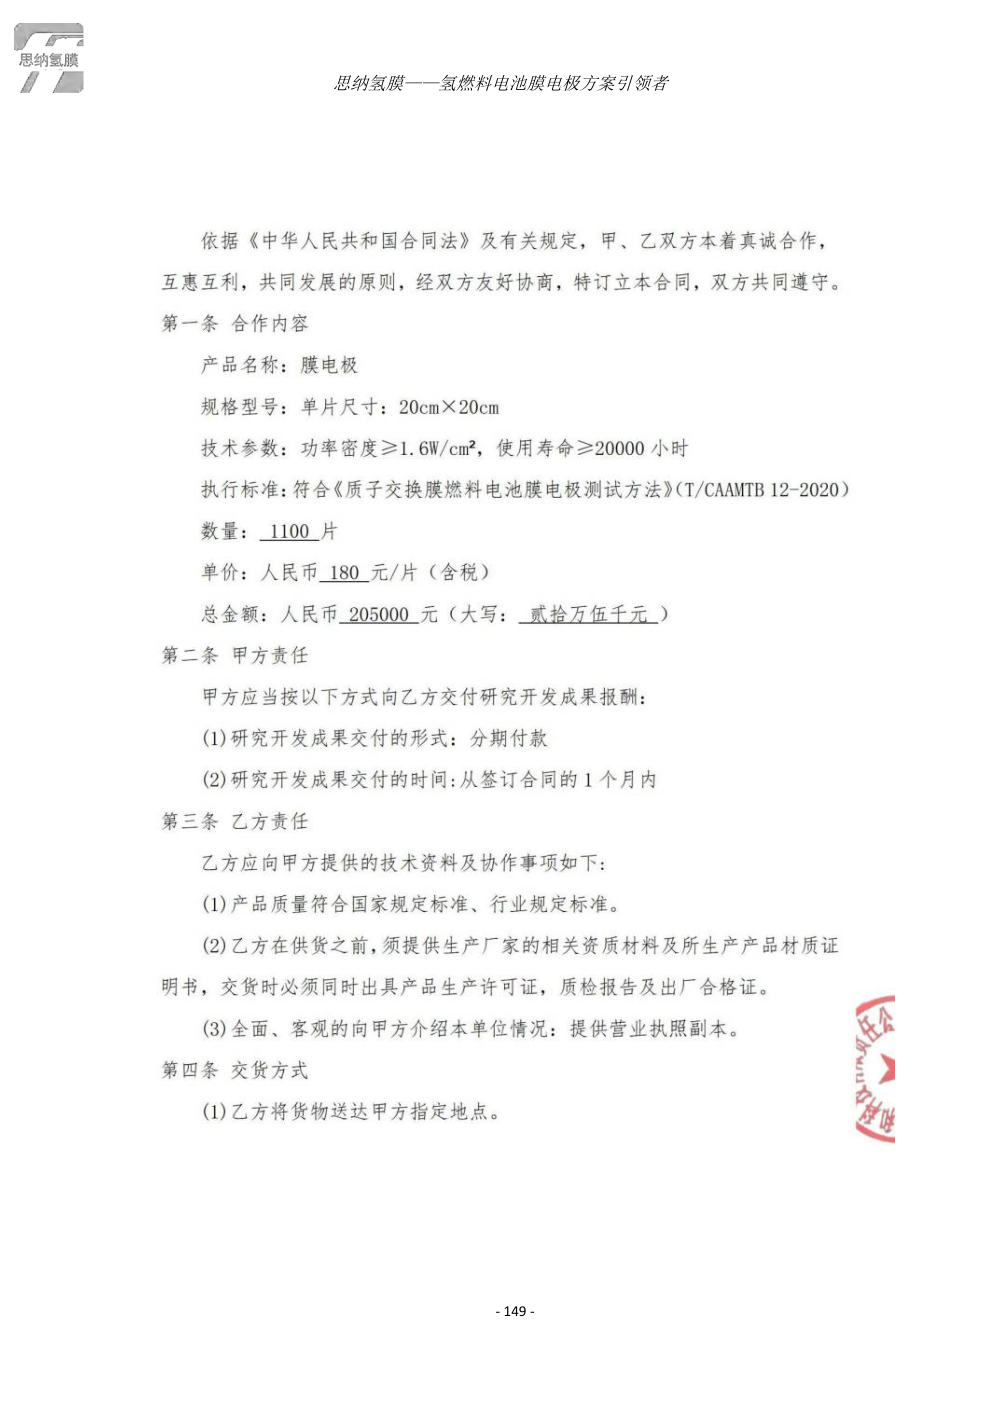 思纳氢膜
思纳氢膜——氢燃料电池膜电极方案引领者
依据《中华人民共和国合同法》及有关规定，甲、乙双方本着真诚合作，
互惠互利，共同发展的原则，经双方友好协商，特订立本合同，双方共同遵守。
第一条 合作内容
产品名称：膜电极
规格型号：单片尺寸：20cm×20cm
技术参数：功率密度≥1.6W/cm²，使用寿命≥20000 小时
执行标准：符合《质子交换膜燃料电池膜电极测试方法》（T/CAAMTB 12-2020）
数量： 1100 片
单价：人民币 180 元/片（含税）
总金额：人民币 205000 元（大写： 贰拾万伍千元 ）
第二条 甲方责任
甲方应当按以下方式向乙方交付研究开发成果报酬：
(1)研究开发成果交付的形式：分期付款
(2)研究开发成果交付的时间:从签订合同的 1 个月内
第三条 乙方责任
乙方应向甲方提供的技术资料及协作事项如下：
(1)产品质量符合国家规定标准、行业规定标准。
(2)乙方在供货之前,须提供生产厂家的相关资质材料及所生产产品材质证
明书，交货时必须同时出具产品生产许可证，质检报告及出厂合格证。
(3)全面、客观的向甲方介绍本单位情况：提供营业执照副本。
第四条 交货方式
(1)乙方将货物送达甲方指定地点。
责任公
- 149 -